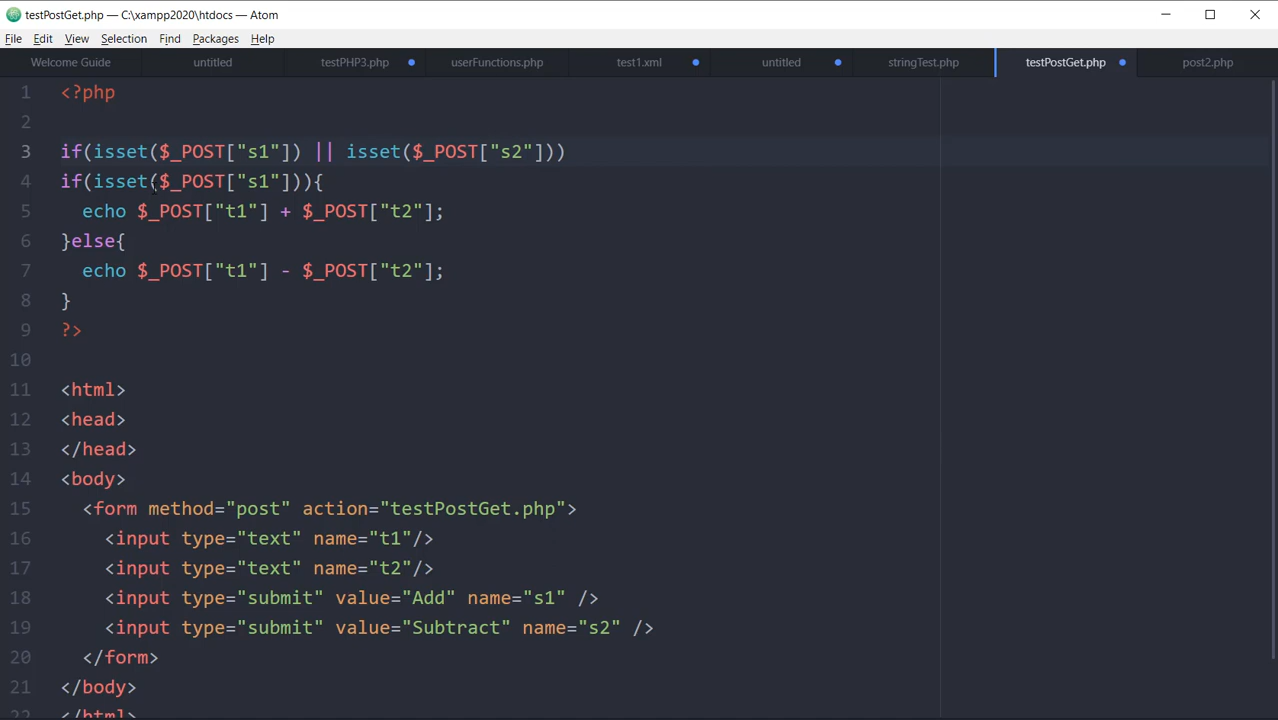 testPostGet.php — C:\xampp2020\htdocs — Atom
File Edit View Selection Find Packages Help
Welcome Guide untitled testPHP3.php userFunctions.php test1.xml untitled stringTest.php testPostGet.php post2.php
1 <?php
2
3 if(isset($_POST["s1"]) || isset($_POST["s2"]))
4 if(isset($_POST["s1"])){
5 echo $_POST["t1"] + $_POST["t2"];
6 }else{
7 echo $_POST["t1"] - $_POST["t2"];
8 }
9 ?>
10
11 <html>
12 <head>
13 </head>
14 <body>
15 <form method="post" action="testPostGet.php">
16 <input type="text" name="t1"/>
17 <input type="text" name="t2"/>
18 <input type="submit" value="Add" name="s1" />
19 <input type="submit" value="Subtract" name="s2" />
20 </form>
21 </body>
22 </html>